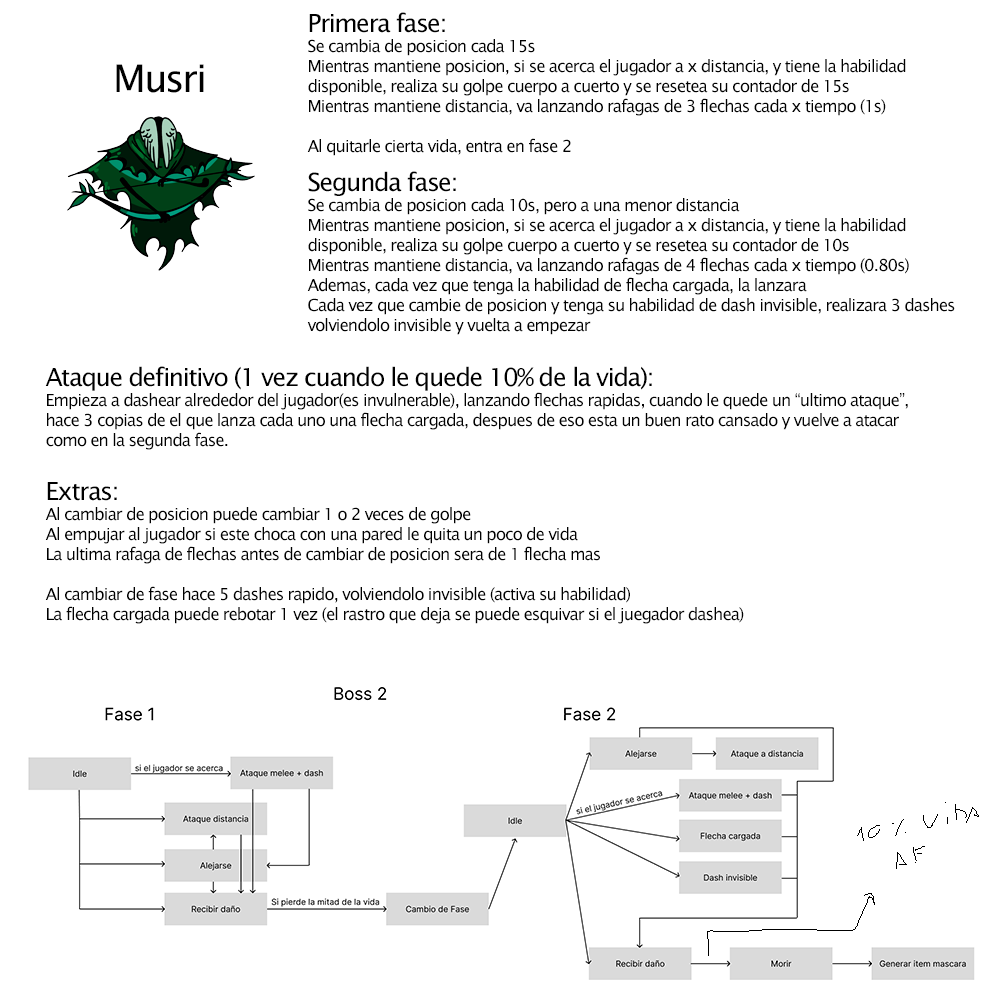 Musri
Primera fase:
Se cambia de posicion cada 15s
Mientras mantiene posicion, si se acerca el jugador a x distancia, y tiene la habilidad
disponible, realiza su golpe cuerpo a cuerto y se resetea su contador de 15s
Mientras mantiene distancia, va lanzando rafagas de 3 flechas cada x tiempo (1s)
Al quitarle cierta vida, entra en fase 2
Segunda fase:
Se cambia de posicion cada 10s, pero a una menor distancia
Mientras mantiene posicion, si se acerca el jugador a x distancia, y tiene la habilidad
disponible, realiza su golpe cuerpo a cuerto y se resetea su contador de 10s
Mientras mantiene distancia, va lanzando rafagas de 4 flechas cada x tiempo (0.80s)
Ademas, cada vez que tenga la habilidad de flecha cargada, la lanzara
Cada vez que cambie de posicion y tenga su habilidad de dash invisible, realizara 3 dashes
volviendolo invisible y vuelta a empezar
Ataque definitivo (1 vez cuando le quede 10% de la vida):
Empieza a dashear alrededor del jugador(es invulnerable), lanzando flechas rapidas, cuando le quede un “ultimo ataque”,
hace 3 copias de el que lanza cada uno una flecha cargada, despues de eso esta un buen rato cansado y vuelve a atacar
como en la segunda fase.
Extras:
Al cambiar de posicion puede cambiar 1 o 2 veces de golpe
Al empujar al jugador si este choca con una pared le quita un poco de vida
La ultima rafaga de flechas antes de cambiar de posicion sera de 1 flecha mas
Al cambiar de fase hace 5 dashes rapido, volviendolo invisible (activa su habilidad)
La flecha cargada puede rebotar 1 vez (el rastro que deja se puede esquivar si el juegador dashea)
Boss 2
Fase 1
Idle
si el jugador se acerca
Ataque melee + dash
Ataque distancia
Alejarse
Recibir daño
Si pierde la mitad de la vida
Cambio de Fase
Fase 2
Idle
Alejarse
Ataque a distancia
si el jugador se acerca
Ataque melee + dash
Flecha cargada
Dash invisible
10 % vida
AF
Recibir daño
Morir
Generar item mascara